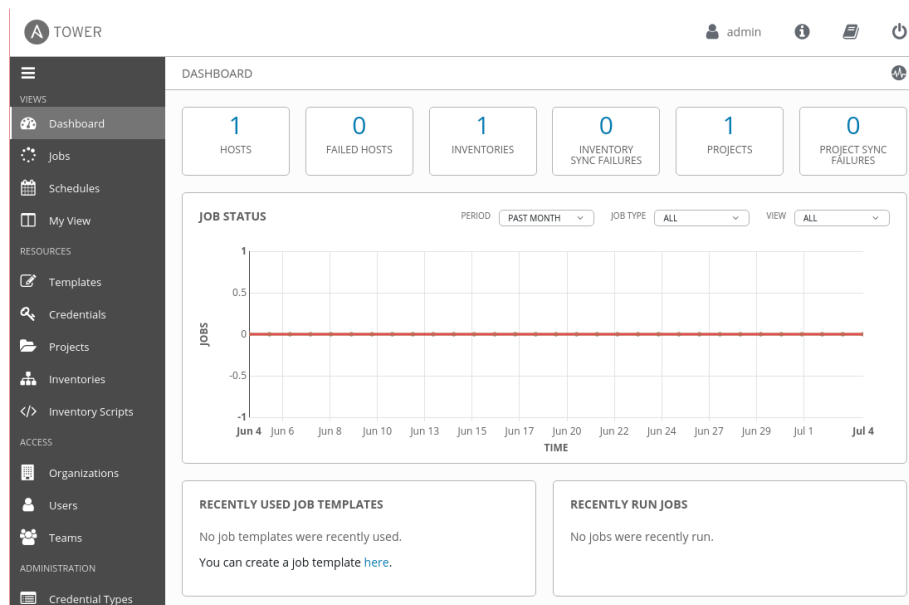 A TOWER
admin
VIEWS
Dashboard
Jobs
Schedules
My View
RESOURCES
Templates
Credentials
Projects
Inventories
Inventory Scripts
ACCESS
Organizations
Users
Teams
ADMINISTRATION
Credential Types
DASHBOARD
1
HOSTS
0
FAILED HOSTS
1
INVENTORIES
0
INVENTORY
SYNC FAILURES
1
PROJECTS
0
PROJECT SYNC
FAILURES
JOB STATUS
PERIOD PAST MONTH JOB TYPE ALL VIEW ALL
JOBS
1
0.5
0
-0.5
-1
Jun 4 Jun 6 Jun 8 Jun 10 Jun 13 Jun 15 Jun 17 Jun 20 Jun 22 Jun 24 Jun 27 Jun 29 Jul 1 Jul 4
TIME
RECENTLY USED JOB TEMPLATES
No job templates were recently used.
You can create a job template here.
RECENTLY RUN JOBS
No jobs were recently run.